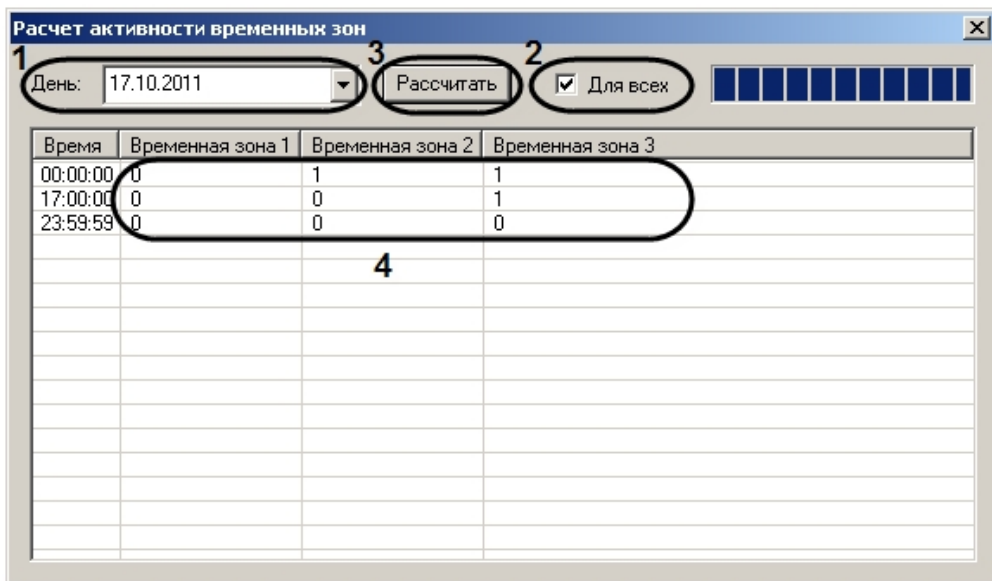 Расчет активности временных зон
1 3 2
День: 17.10.2011 Рассчитать Для всех
Время Временная зона 1 Временная зона 2 Временная зона 3
00:00:00 0 1 1
17:00:00 0 0 1
23:59:59 0 0 0
4